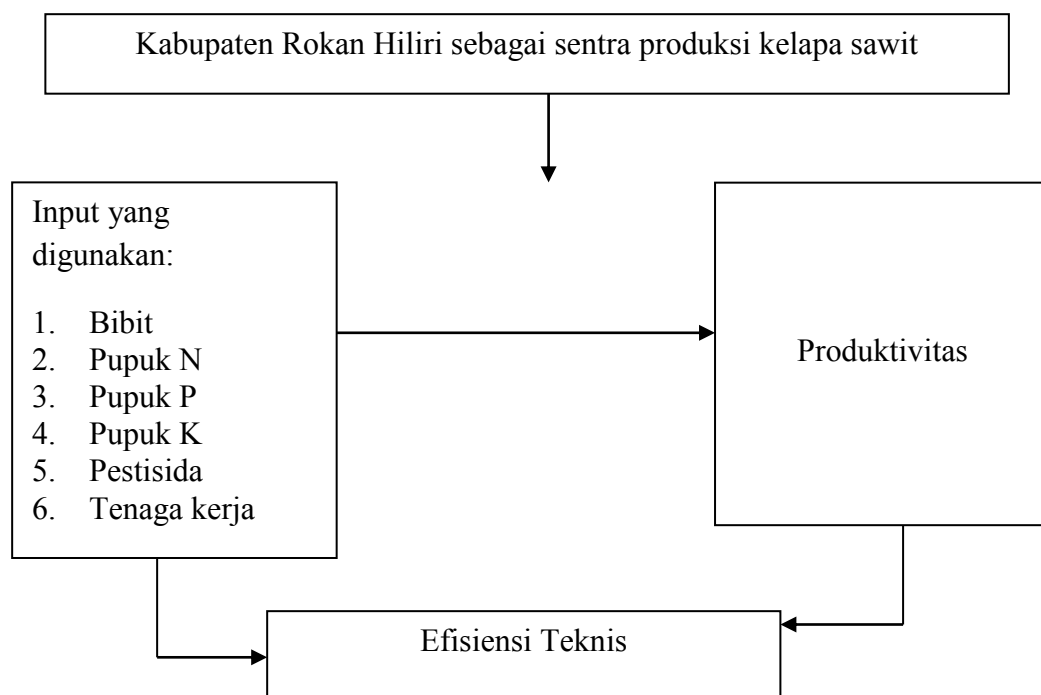 Kabupaten Rokan Hiliri sebagai sentra produksi kelapa sawit
Input yang
digunakan:
1. Bibit
2. Pupuk N
3. Pupuk P
4. Pupuk K
5. Pestisida
6. Tenaga kerja
Produktivitas
Efisiensi Teknis